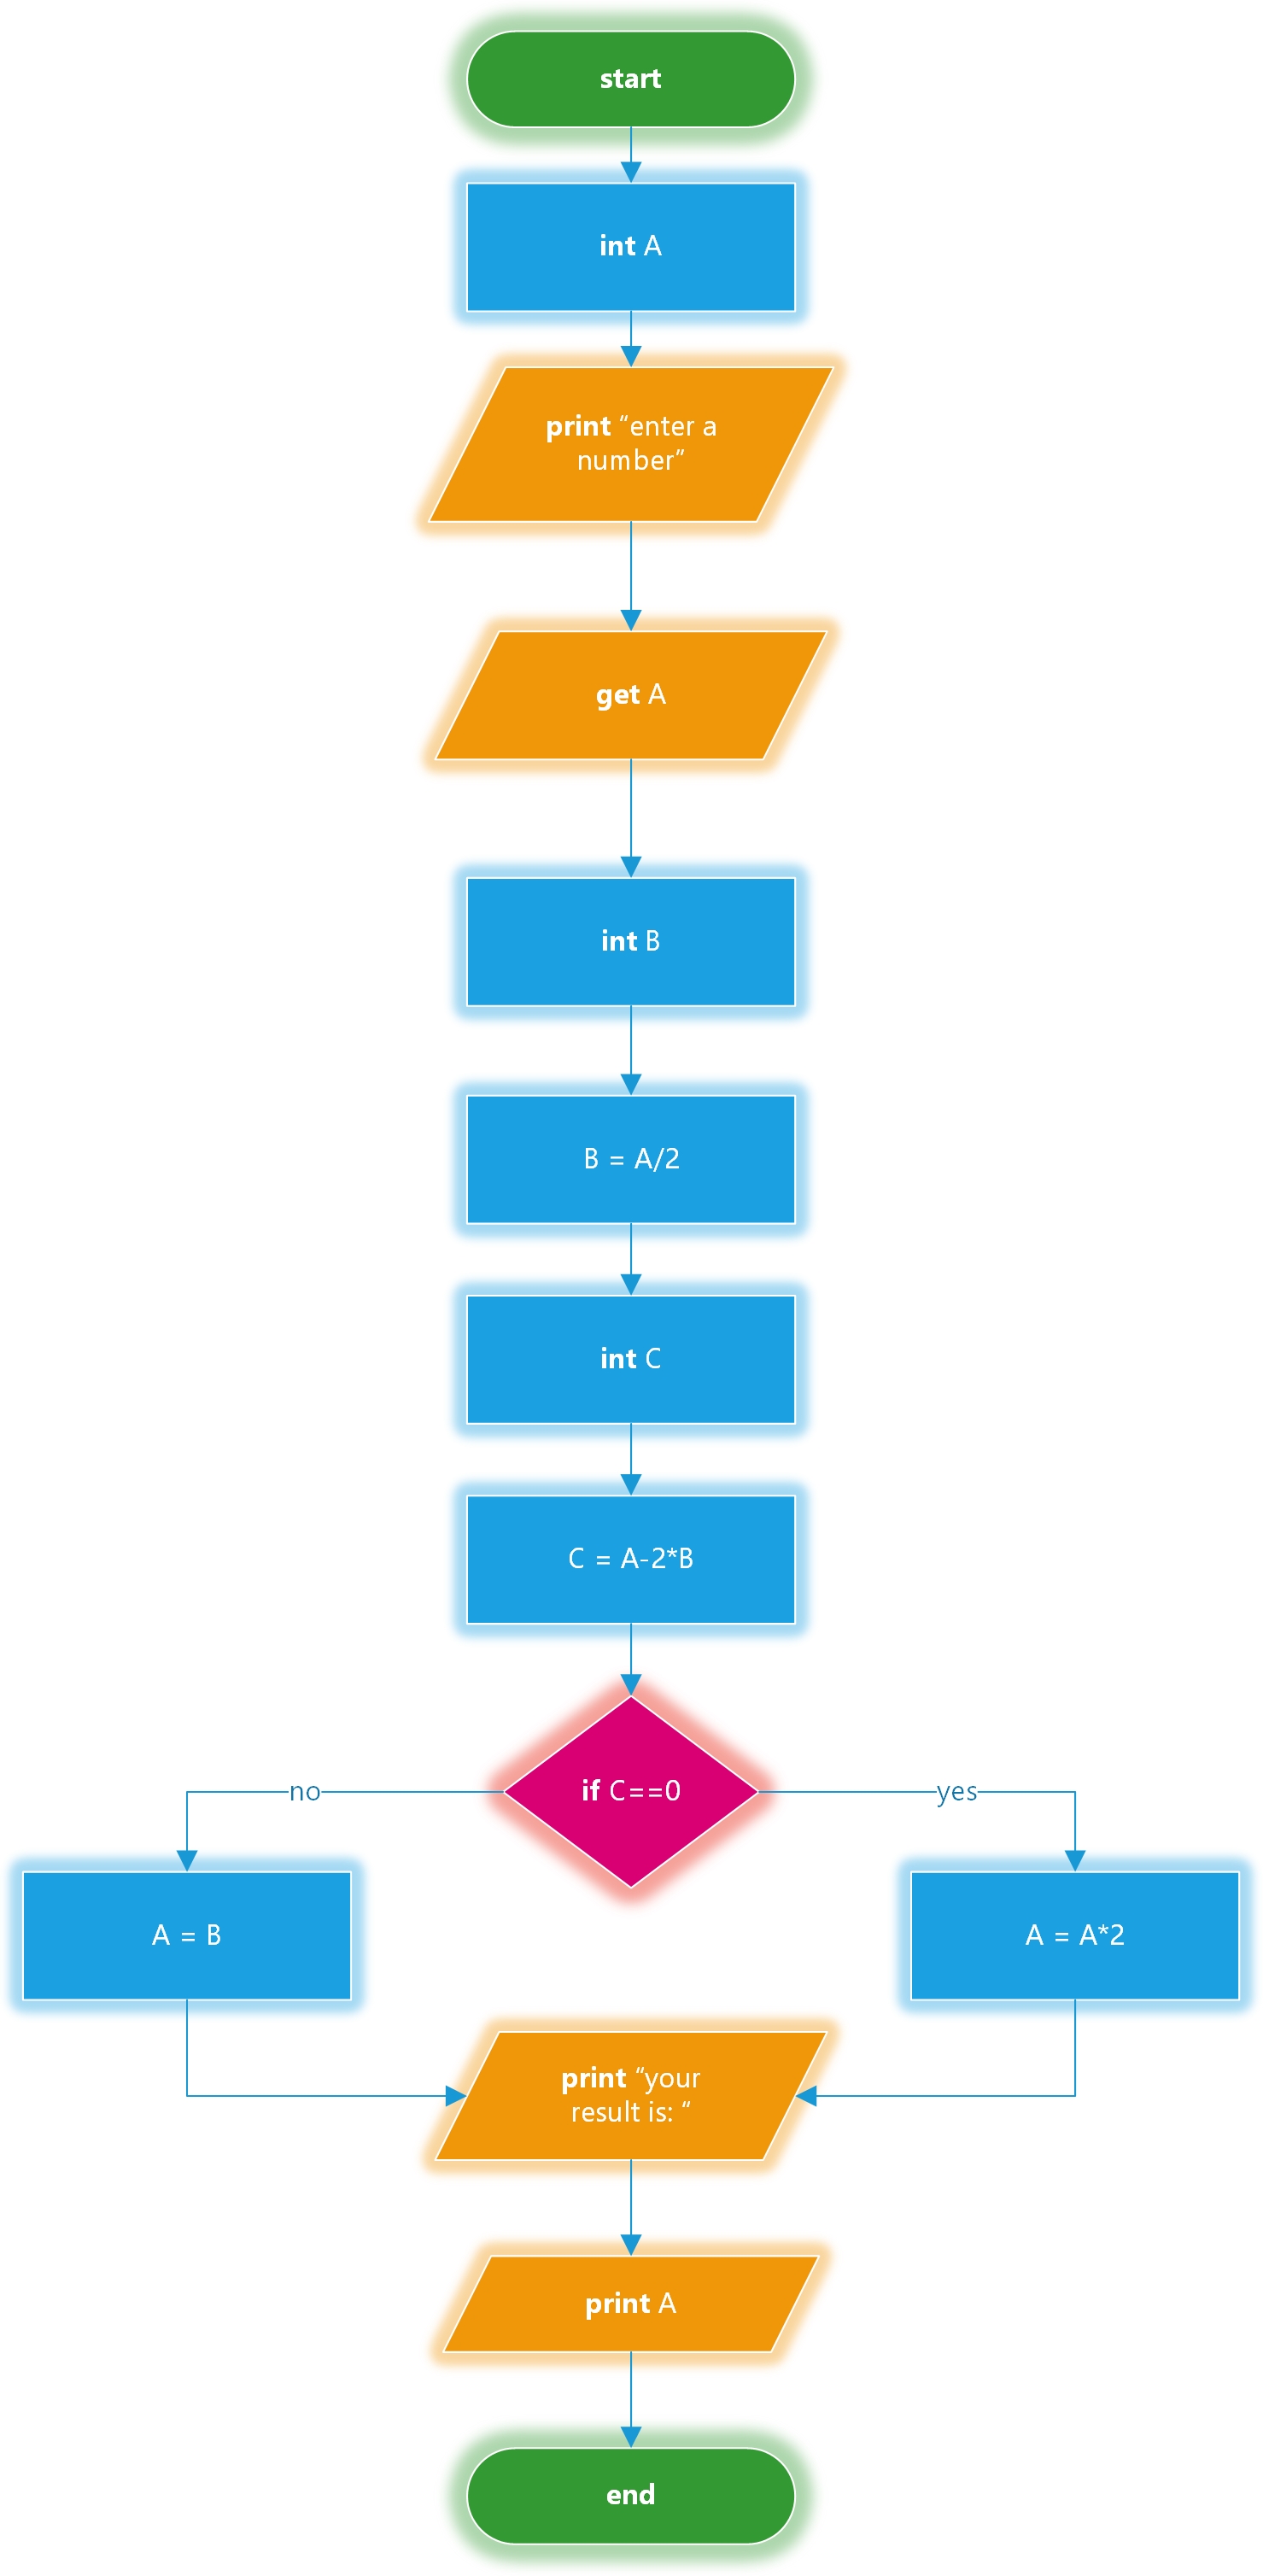 start
int A
print “enter a
number“
get A
int B
B = A/2
int C
C = A-2*B
if C==0
no
yes
A = B
A = A*2
print “your
result is: “
print A
end